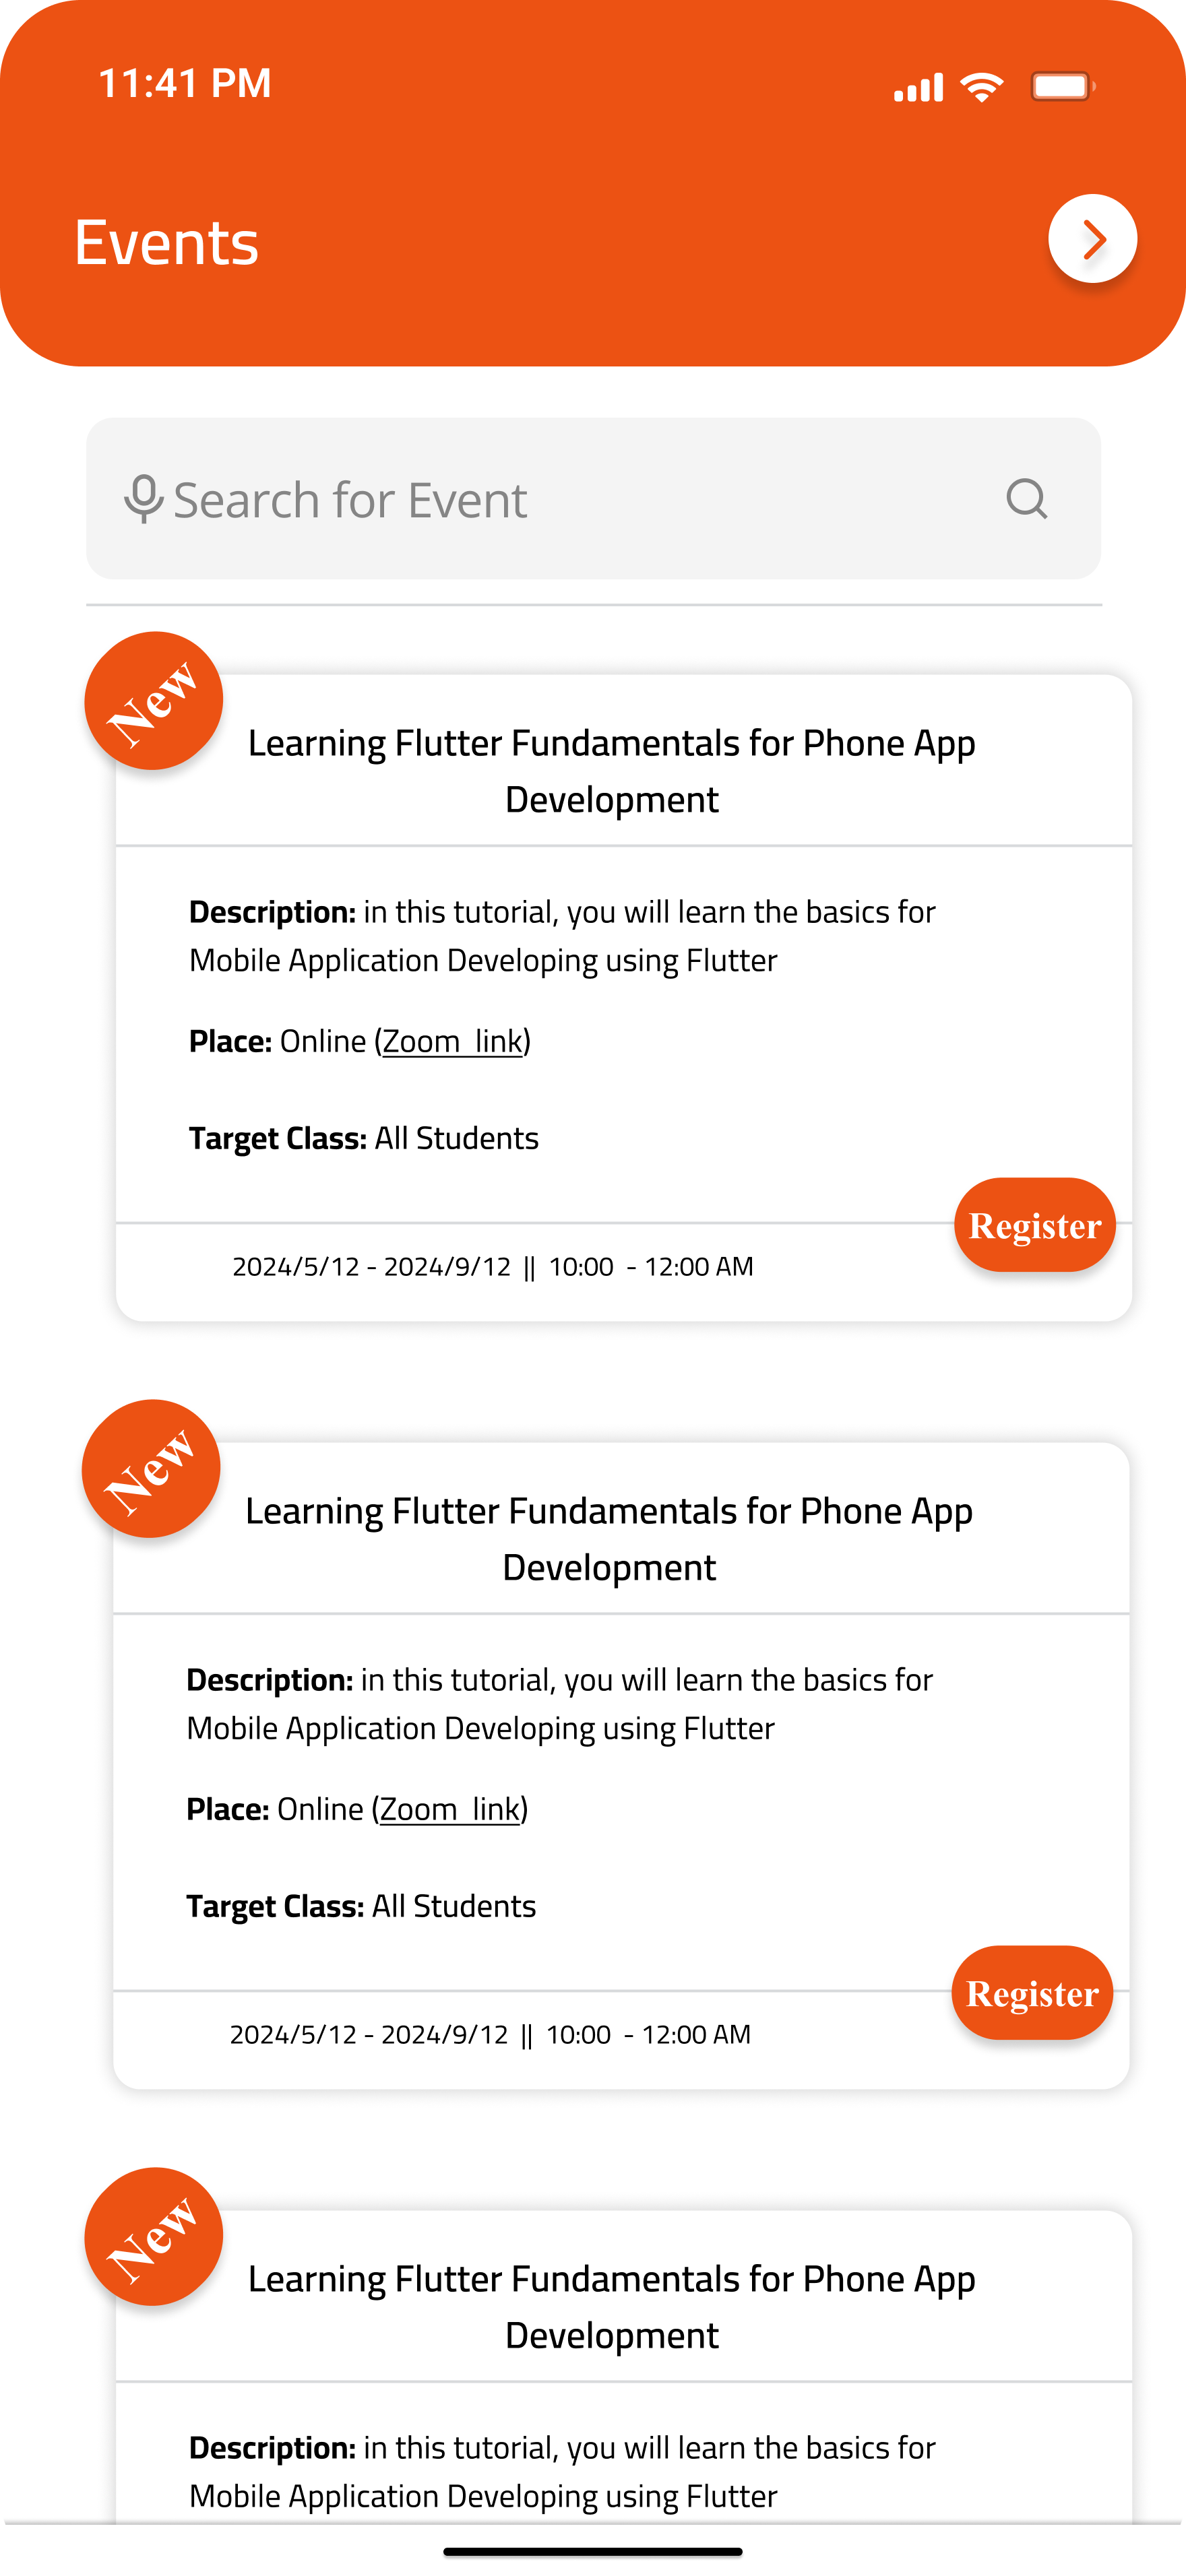 11:41 PM
Events
Search for Event
New
Learning Flutter Fundamentals for Phone App
Development
Description: in this tutorial, you will learn the basics for
Mobile Application Developing using Flutter
Place: Online (Zoom link)
Target Class: All Students
Register
2024/5/12 - 2024/9/12 || 10:00 - 12:00 AM
New
Learning Flutter Fundamentals for Phone App
Development
Description: in this tutorial, you will learn the basics for
Mobile Application Developing using Flutter
Place: Online (Zoom link)
Target Class: All Students
Register
2024/5/12 - 2024/9/12 || 10:00 - 12:00 AM
New
Learning Flutter Fundamentals for Phone App
Development
Description: in this tutorial, you will learn the basics for
Mobile Application Developing using Flutter